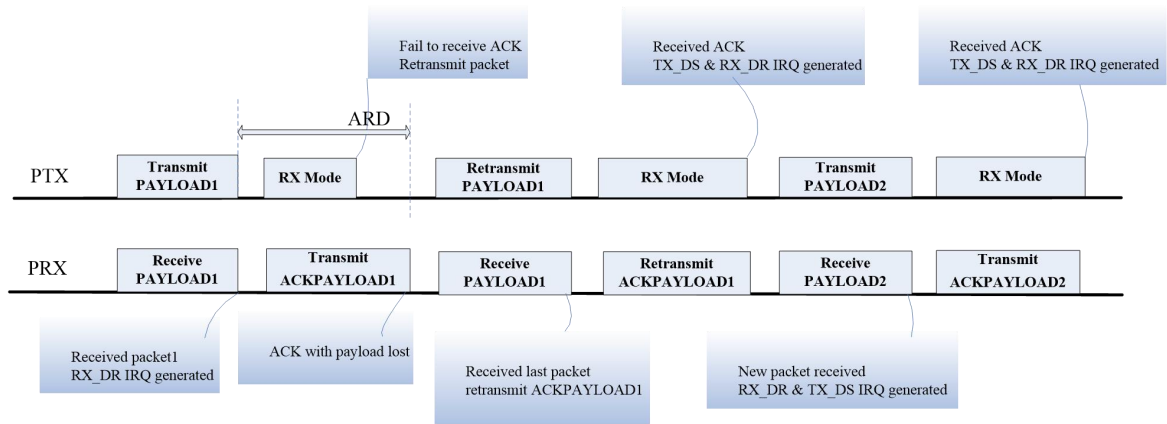 Fail to receive ACK
Retransmit packet
Received ACK
TX_DS & RX_DR IRQ generated
Received ACK
TX_DS & RX_DR IRQ generated
ARD
PTX
Transmit
PAYLOAD1
RX Mode
Retransmit
PAYLOAD1
RX Mode
Transmit
PAYLOAD2
RX Mode
PRX
Receive
PAYLOAD1
Transmit
ACKPAYLOAD1
Receive
PAYLOAD1
Retransmit
ACKPAYLOAD1
Receive
PAYLOAD2
Transmit
ACKPAYLOAD2
Received packet1
RX_DR IRQ generated
ACK with payload lost
Received last packet
retransmit ACKPAYLOAD1
New packet received
RX_DR & TX_DS IRQ generated